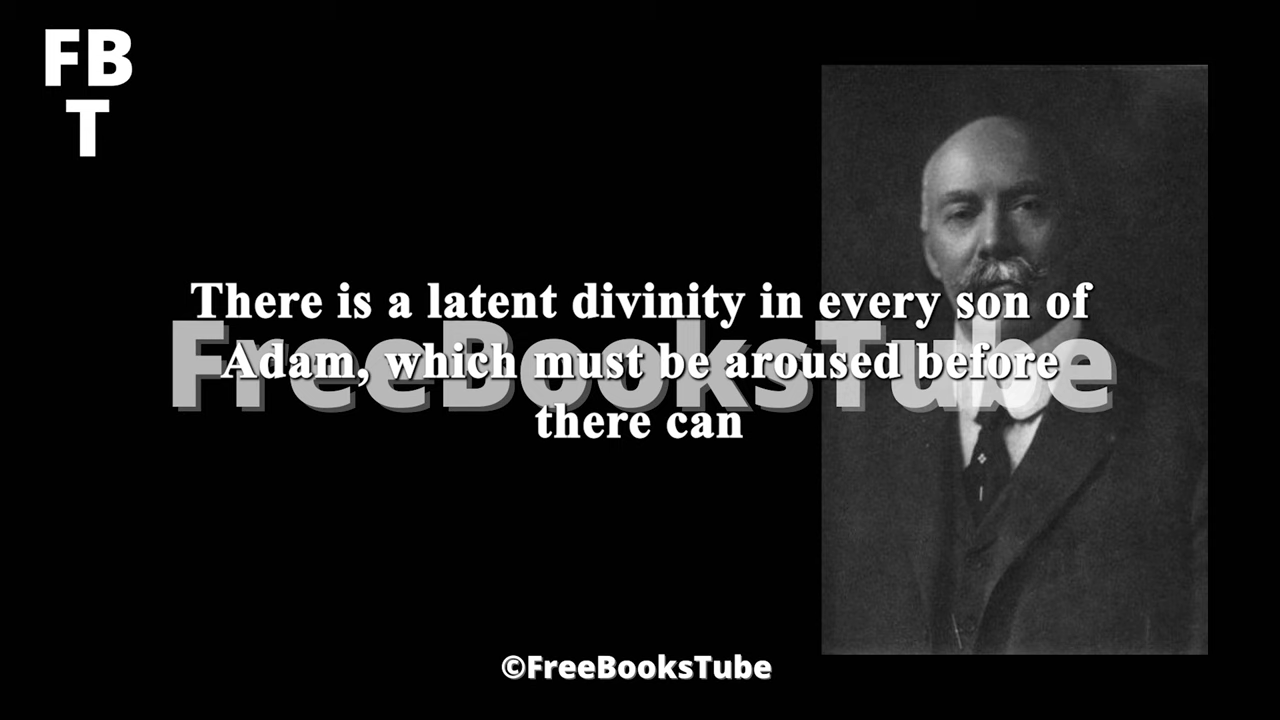 FB
T
There is a latent divinity in every son of
FreeBooksTube
Adam, which must be aroused before
there can
©FreeBooksTube